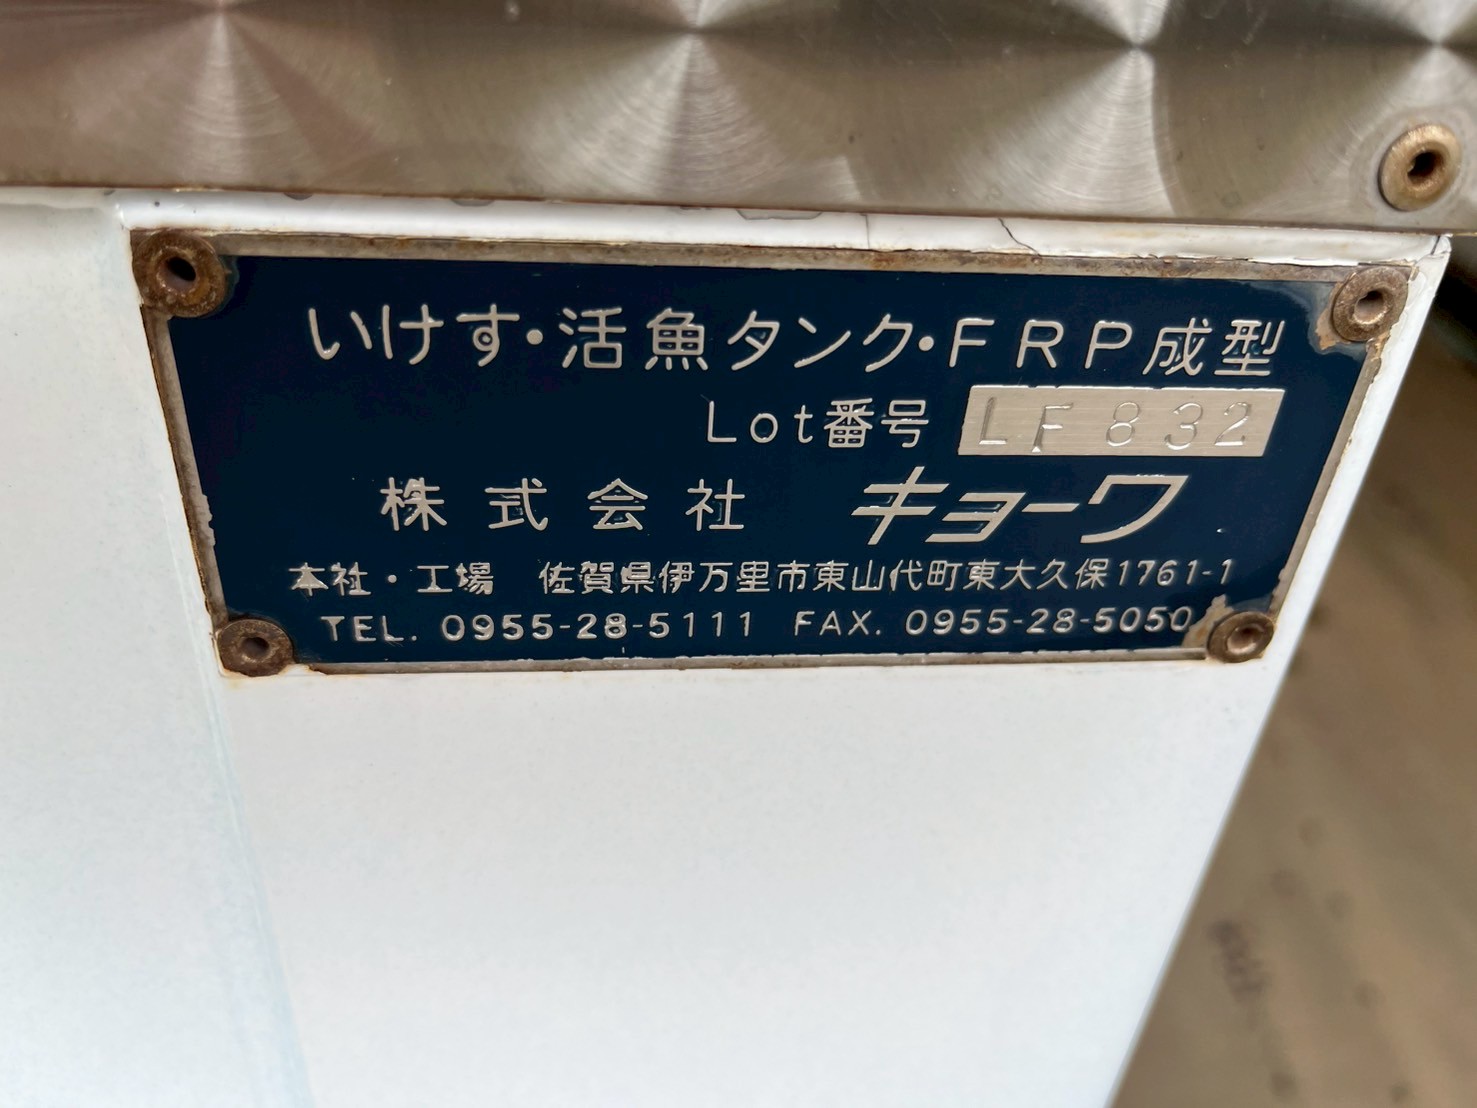 いけす・活魚タンク・FRP成型
Lot番号 LF832
株式会社 キョーワ
本社・工場 佐賀県伊万里市東山代町東大久保1761-1
TEL. 0955-28-5111 FAX. 0955-28-5050